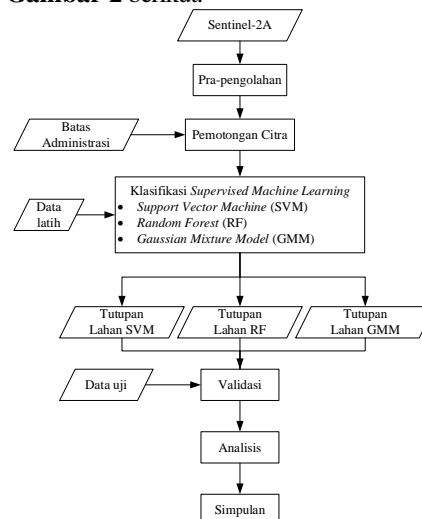 Gambar 2 berikut.
Sentinel-2A
Pra-pengolahan
Batas
Administrasi
Pemotongan Citra
Data
latih
Klasifikasi Supervised Machine Learning
• Support Vector Machine (SVM)
• Random Forest (RF)
• Gaussian Mixture Model (GMM)
Tutupan
Lahan SVM
Tutupan
Lahan RF
Tutupan
Lahan GMM
Data uji
Validasi
Analisis
Simpulan